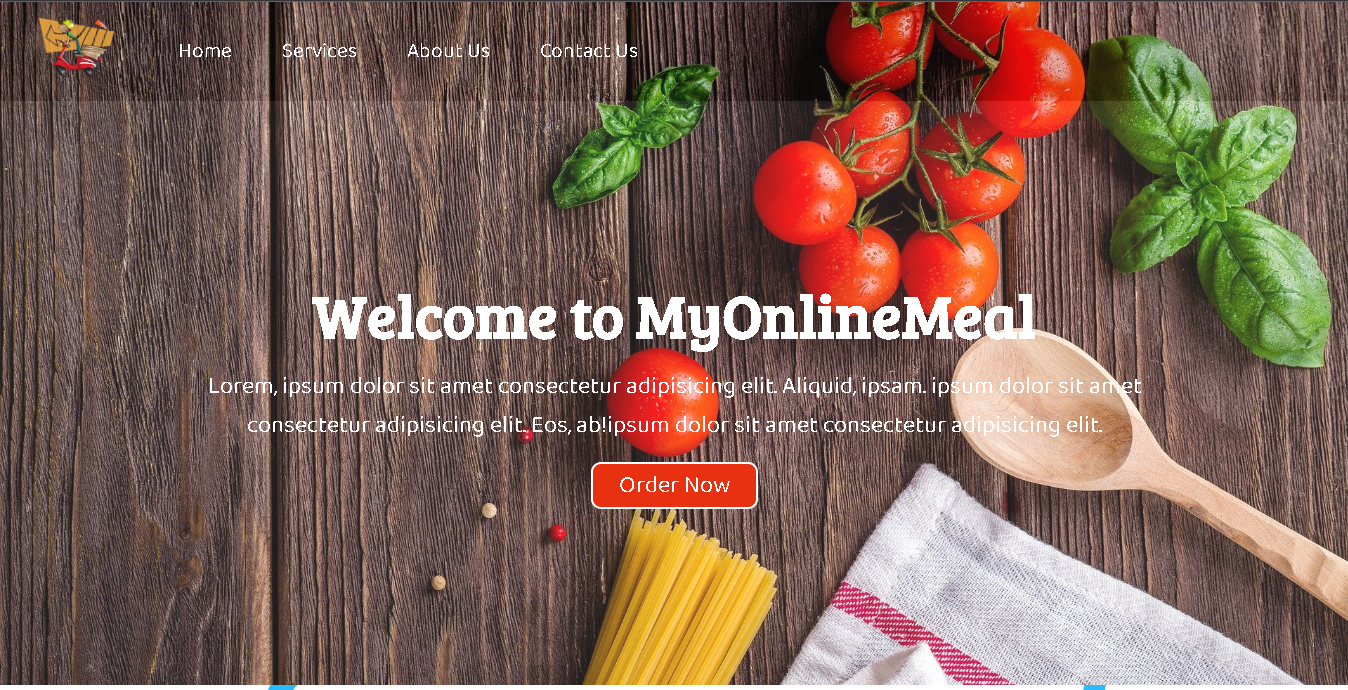 Home Services About Us Contact Us
Welcome to MyOnlineMeal
Lorem, ipsum dolor sit amet consectetur adipisicing elit. Aliquid, ipsam. ipsum dolor sit amet
consectetur adipisicing elit. Eos, ab!ipsum dolor sit amet consectetur adipisicing elit.
Order Now